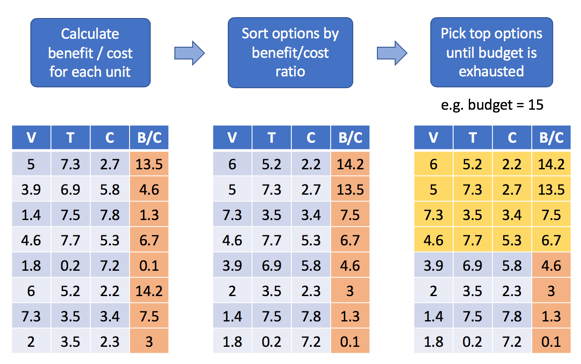 Calculate
benefit / cost
for each unit
Sort options by
benefit/cost
ratio
Pick top options
until budget is
exhausted
e.g. budget = 15
V T C B/C
5 7.3 2.7 13.5
3.9 6.9 5.8 4.6
1.4 7.5 7.8 1.3
4.6 7.7 5.3 6.7
1.8 0.2 7.2 0.1
6 5.2 2.2 14.2
7.3 3.5 3.4 7.5
2 3.5 2.3 3
V T C B/C
6 5.2 2.2 14.2
5 7.3 2.7 13.5
7.3 3.5 3.4 7.5
4.6 7.7 5.3 6.7
3.9 6.9 5.8 4.6
2 3.5 2.3 3
1.4 7.5 7.8 1.3
1.8 0.2 7.2 0.1
V T C B/C
6 5.2 2.2 14.2
5 7.3 2.7 13.5
7.3 3.5 3.4 7.5
4.6 7.7 5.3 6.7
3.9 6.9 5.8 4.6
2 3.5 2.3 3
1.4 7.5 7.8 1.3
1.8 0.2 7.2 0.1